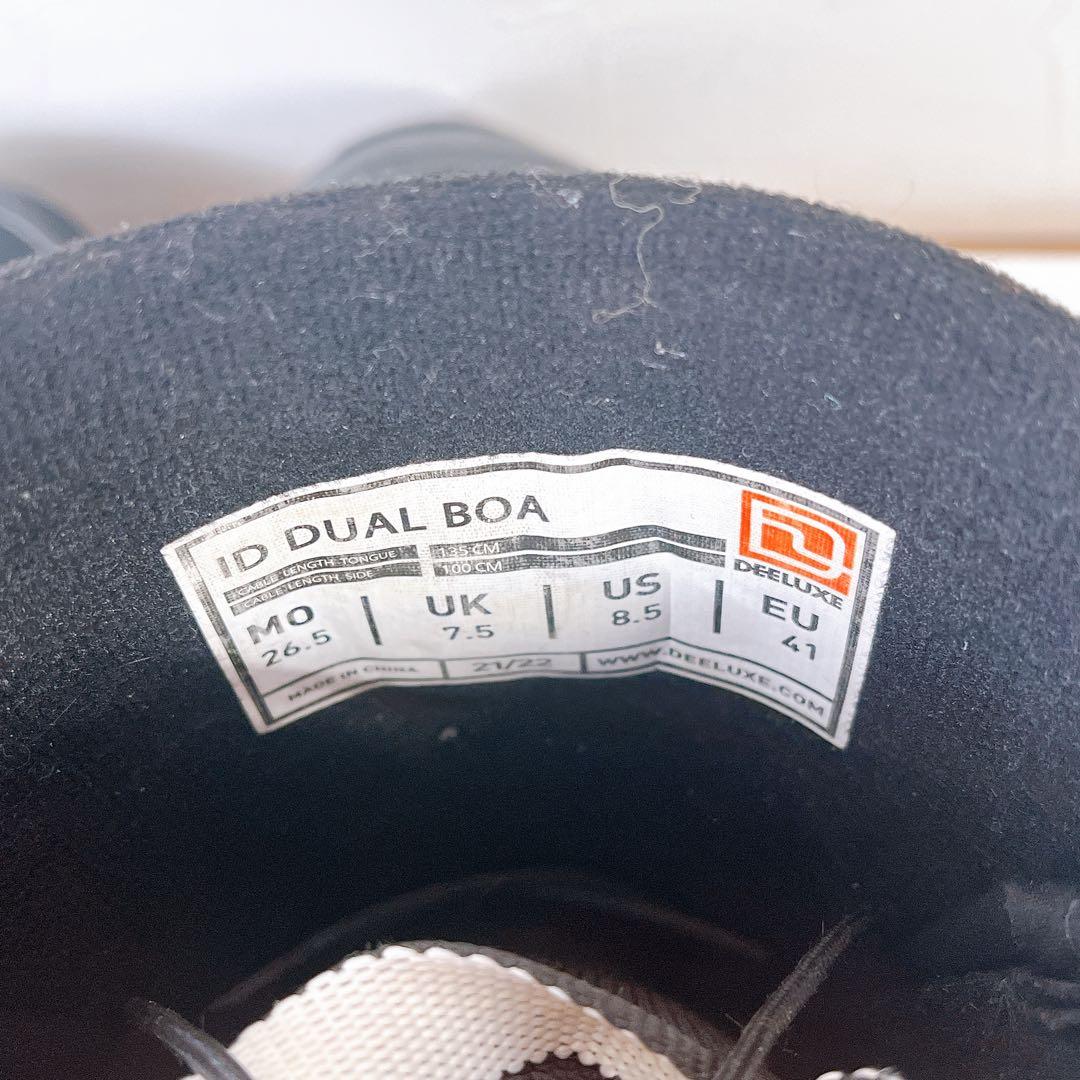 ID DUAL BOA
CABLE LENGTH TONGUE 135 CM
CABLE LENGTH SIDE 100 CM
DEELUXE
MO | UK | US | EU
26.5 7.5 8.5 41
MADE IN CHINA 21/22 WWW.DEELUXE.COM